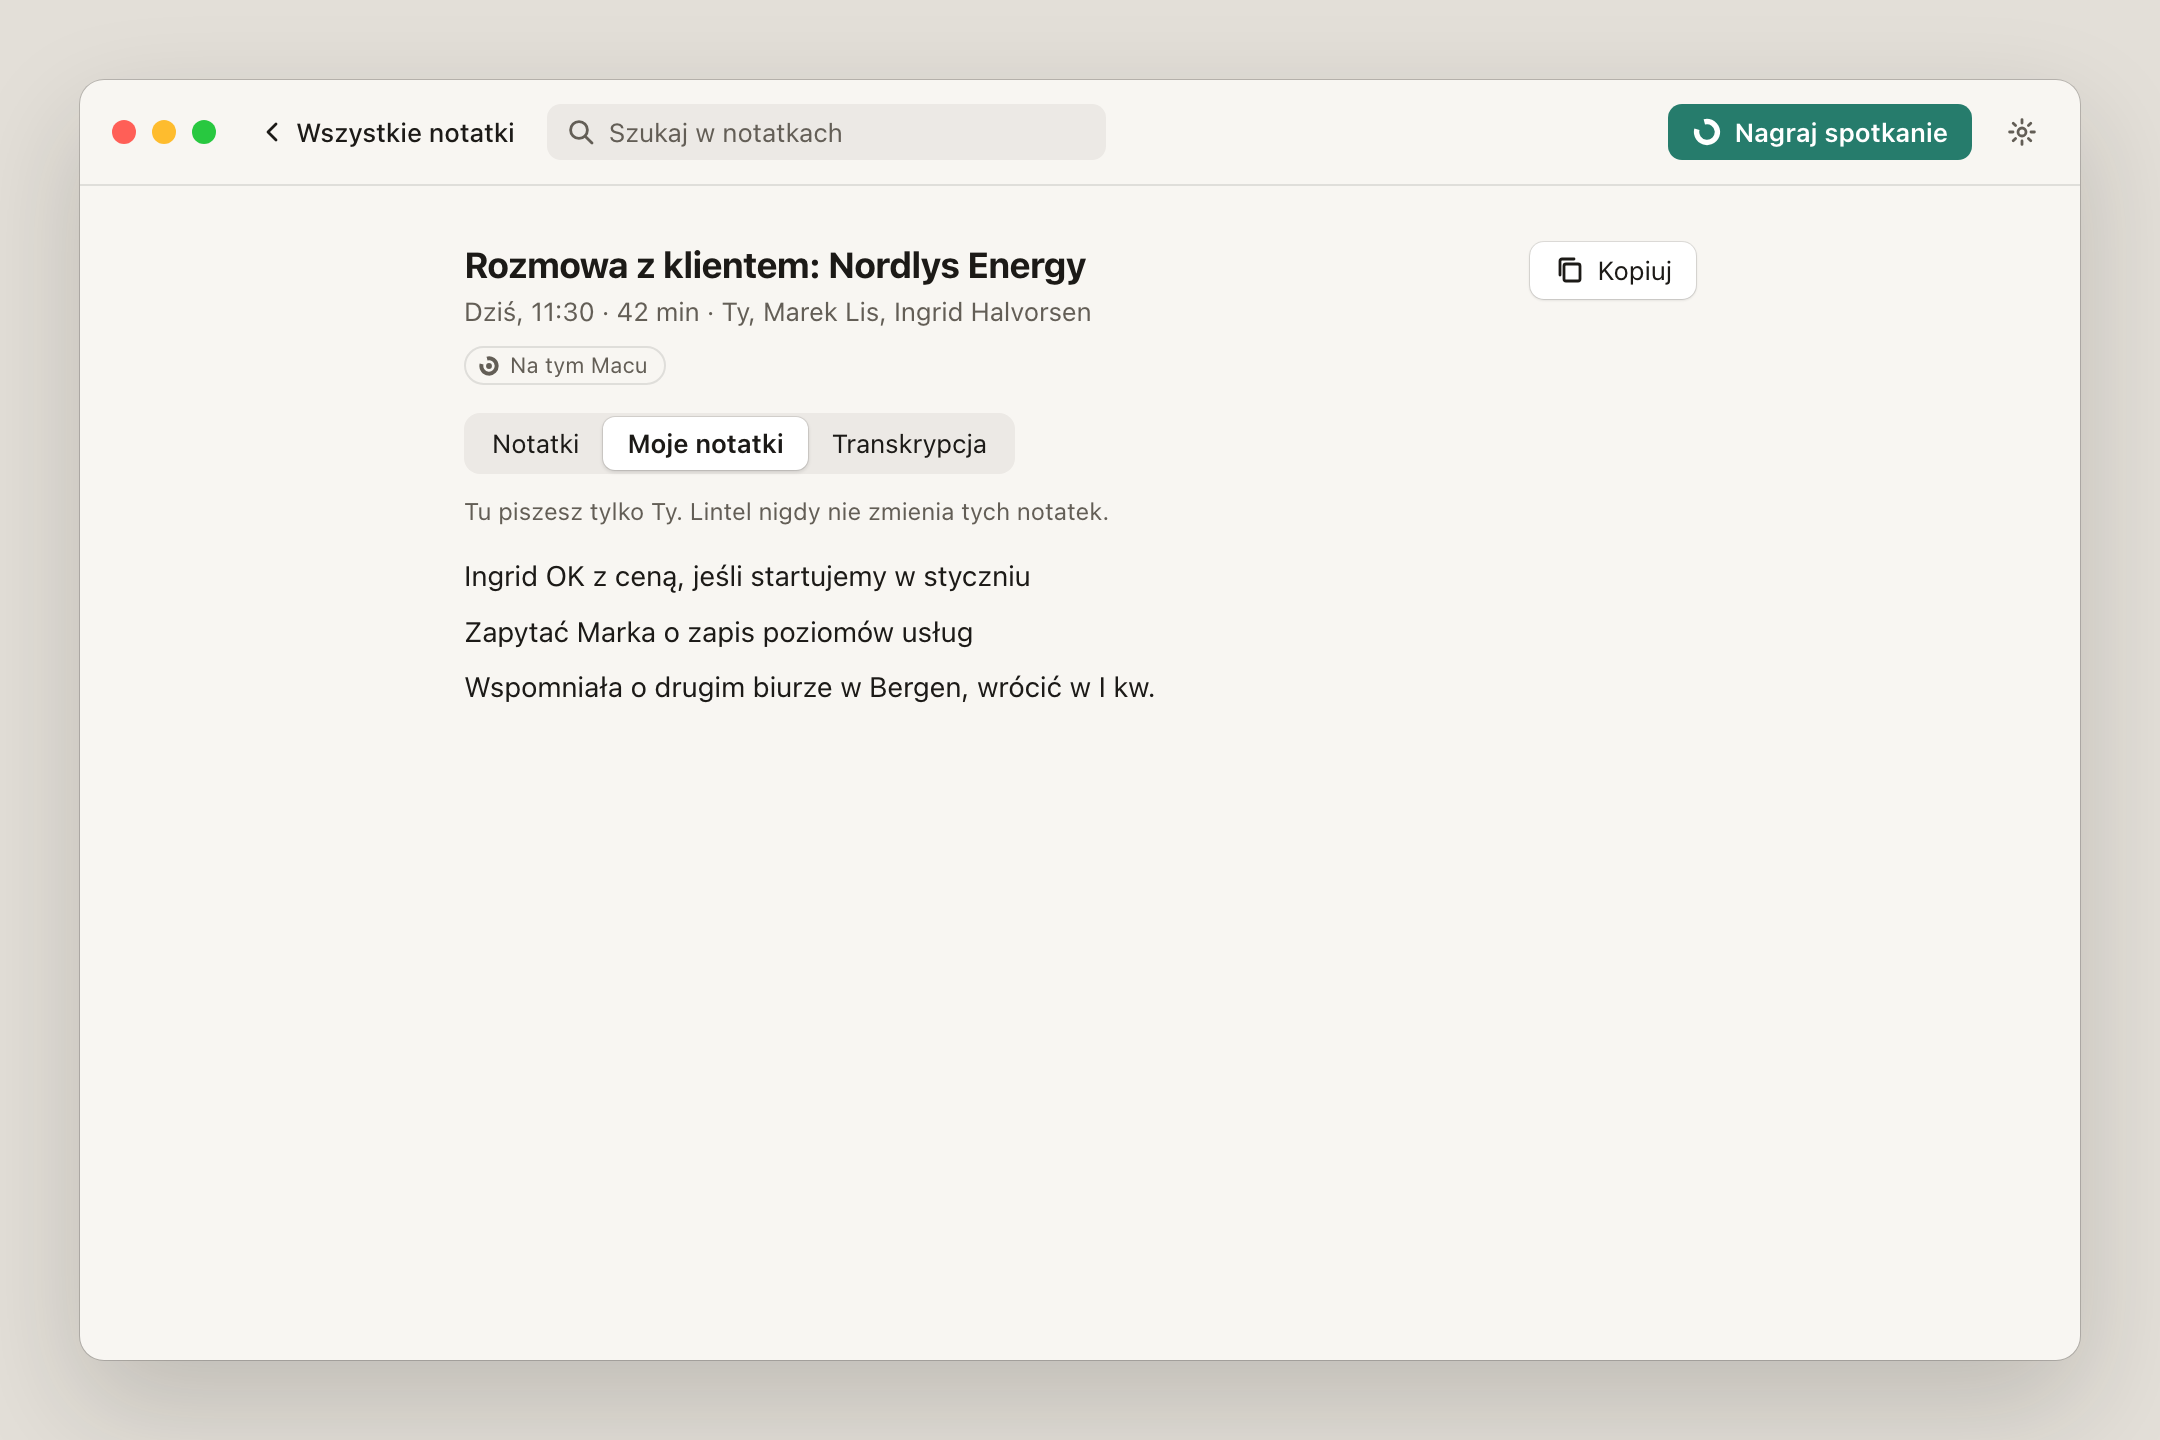 Wszystkie notatki
Szukaj w notatkach
Nagraj spotkanie
Rozmowa z klientem: Nordlys Energy
Kopiuj
Dziś, 11:30 · 42 min · Ty, Marek Lis, Ingrid Halvorsen
Na tym Macu
Notatki
Moje notatki
Transkrypcja
Tu piszesz tylko Ty. Lintel nigdy nie zmienia tych notatek.
Ingrid OK z ceną, jeśli startujemy w styczniu
Zapytać Marka o zapis poziomów usług
Wspomniała o drugim biurze w Bergen, wrócić w I kw.